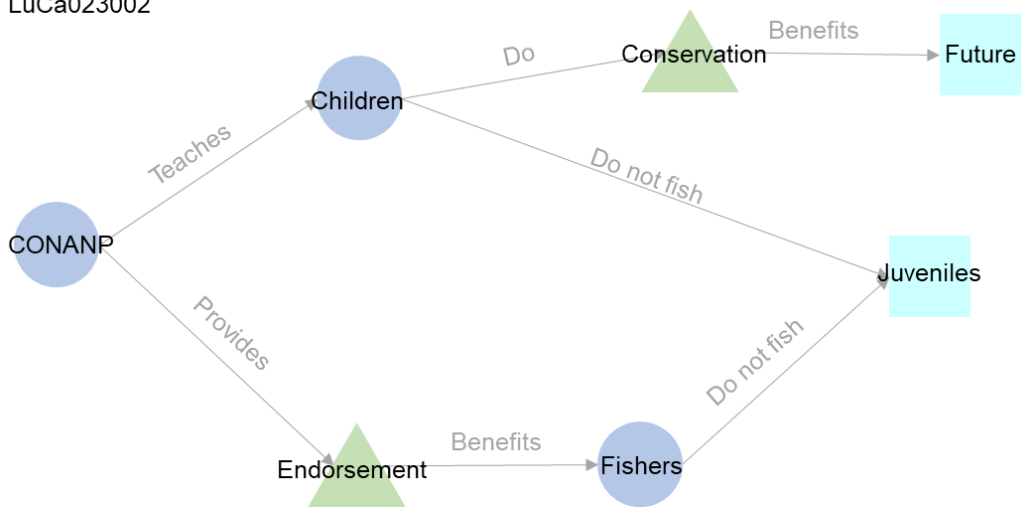 LuCa023002
Do
Conservation
Benefits
Future
Children
Teaches
Do not fish
CONANP
Juveniles
Provides
Do not fish
Endorsement
Benefits
Fishers